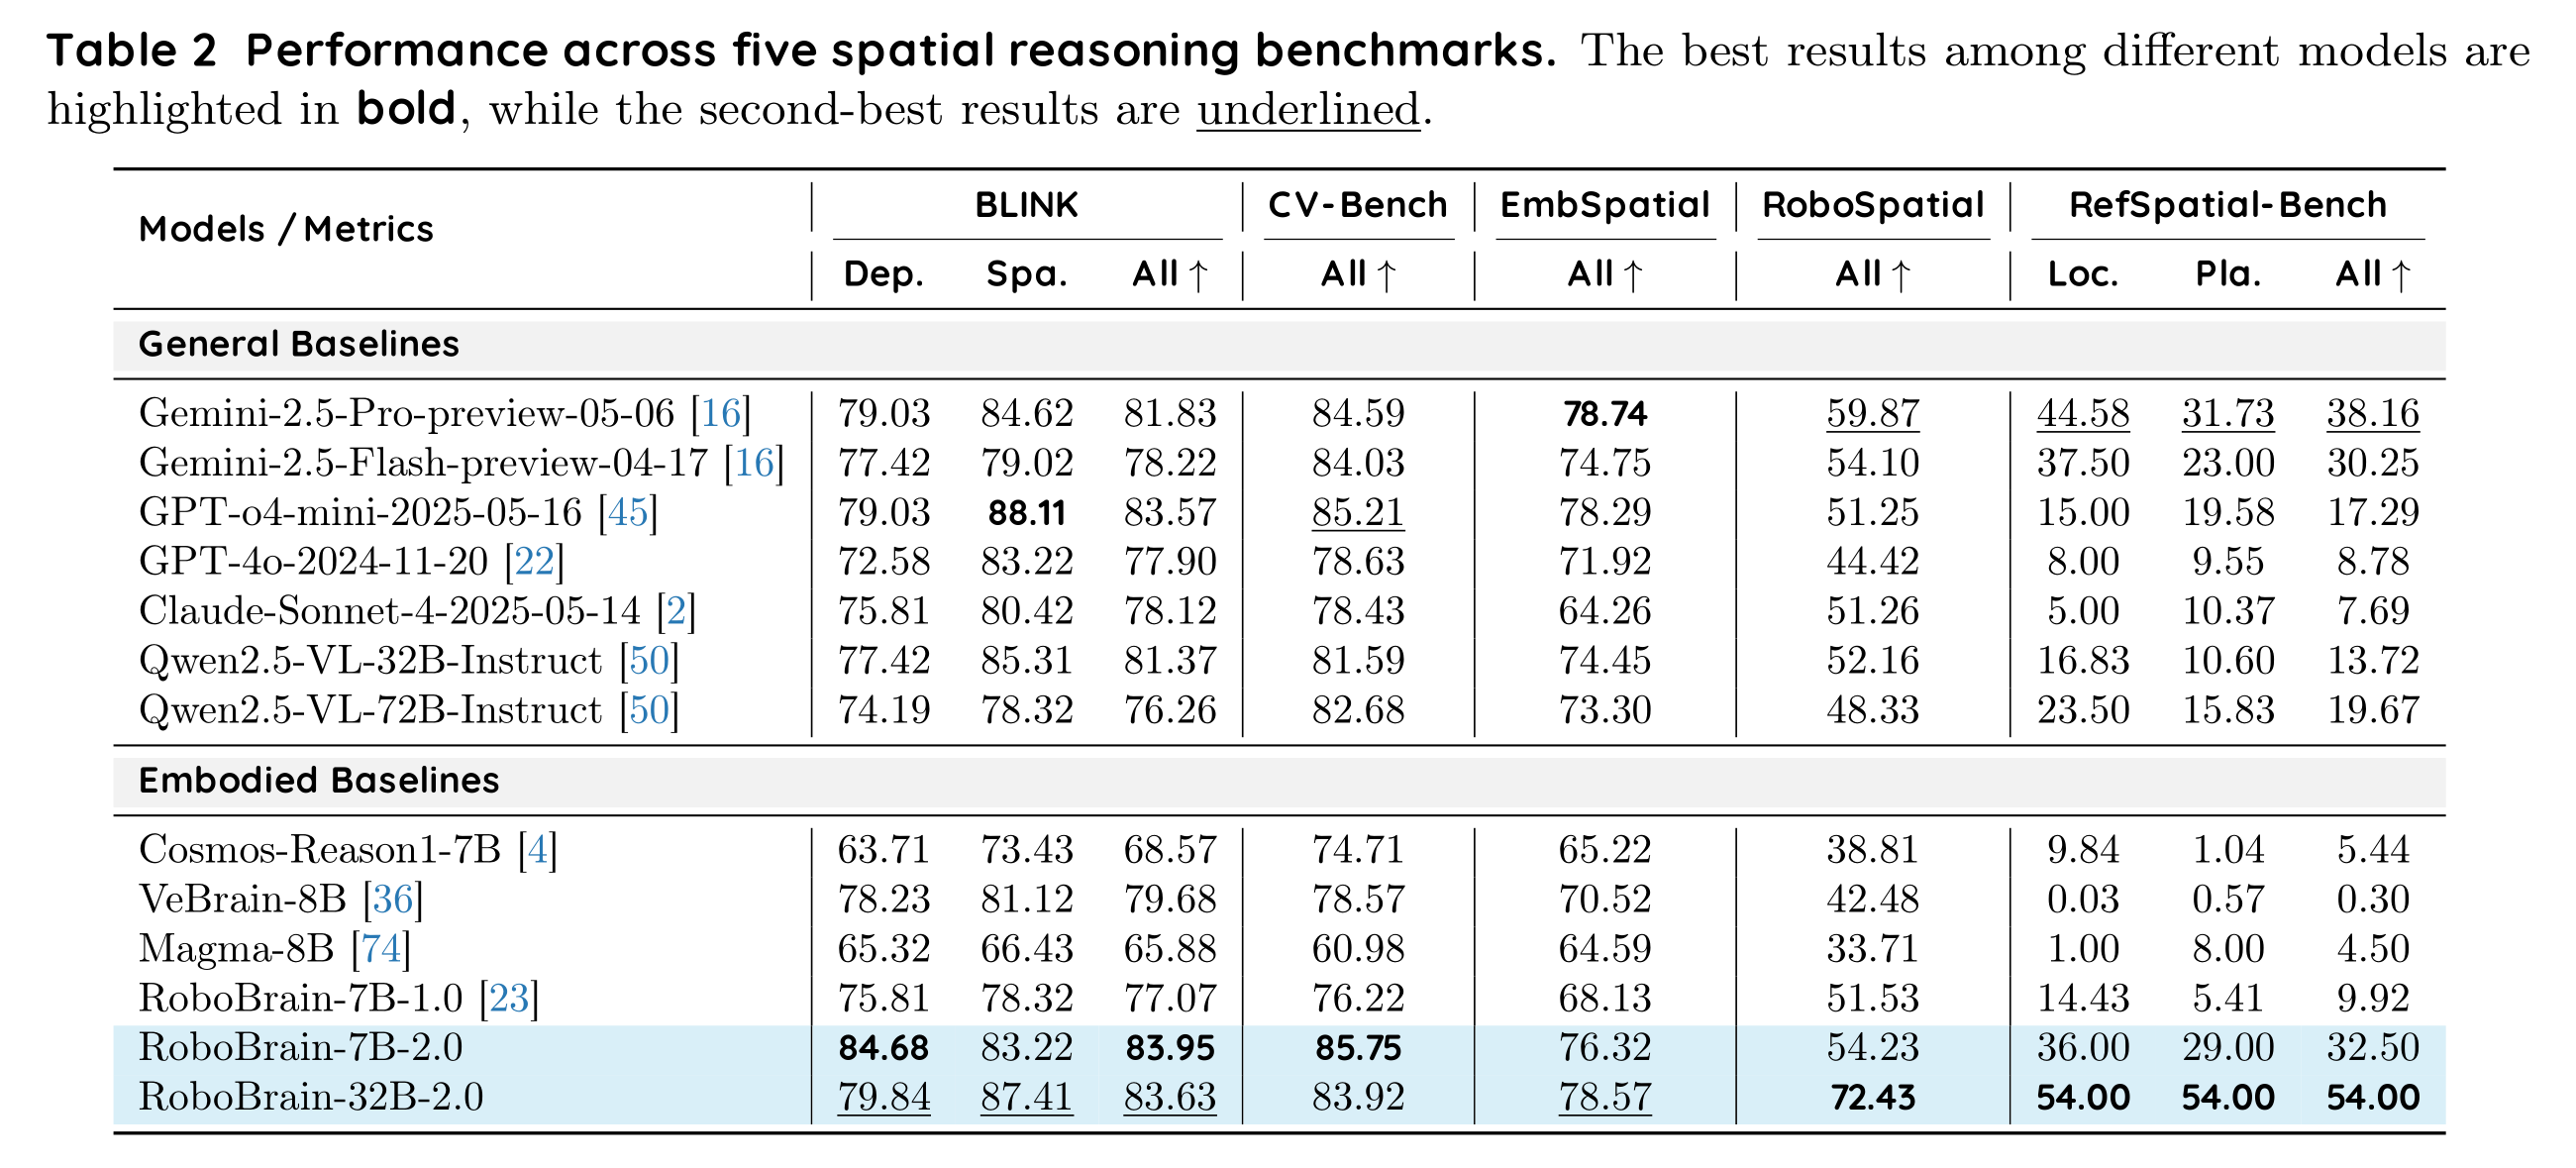 Table 2 Performance across five spatial reasoning benchmarks. The best results among different models are
highlighted in bold, while the second-best results are underlined.
Models / Metrics BLINK CV-Bench EmbSpatial RoboSpatial RefSpatial-Bench
Dep. Spa. All ↑ All ↑ All ↑ All ↑ Loc. Pla. All ↑
General Baselines
Gemini-2.5-Pro-preview-05-06 [16] 79.03 84.62 81.83 84.59 78.74 59.87 44.58 31.73 38.16
Gemini-2.5-Flash-preview-04-17 [16] 77.42 79.02 78.22 84.03 74.75 54.10 37.50 23.00 30.25
GPT-o4-mini-2025-05-16 [45] 79.03 88.11 83.57 85.21 78.29 51.25 15.00 19.58 17.29
GPT-4o-2024-11-20 [22] 72.58 83.22 77.90 78.63 71.92 44.42 8.00 9.55 8.78
Claude-Sonnet-4-2025-05-14 [2] 75.81 80.42 78.12 78.43 64.26 51.26 5.00 10.37 7.69
Qwen2.5-VL-32B-Instruct [50] 77.42 85.31 81.37 81.59 74.45 52.16 16.83 10.60 13.72
Qwen2.5-VL-72B-Instruct [50] 74.19 78.32 76.26 82.68 73.30 48.33 23.50 15.83 19.67
Embodied Baselines
Cosmos-Reason1-7B [4] 63.71 73.43 68.57 74.71 65.22 38.81 9.84 1.04 5.44
VeBrain-8B [36] 78.23 81.12 79.68 78.57 70.52 42.48 0.03 0.57 0.30
Magma-8B [74] 65.32 66.43 65.88 60.98 64.59 33.71 1.00 8.00 4.50
RoboBrain-7B-1.0 [23] 75.81 78.32 77.07 76.22 68.13 51.53 14.43 5.41 9.92
RoboBrain-7B-2.0 84.68 83.22 83.95 85.75 76.32 54.23 36.00 29.00 32.50
RoboBrain-32B-2.0 79.84 87.41 83.63 83.92 78.57 72.43 54.00 54.00 54.00